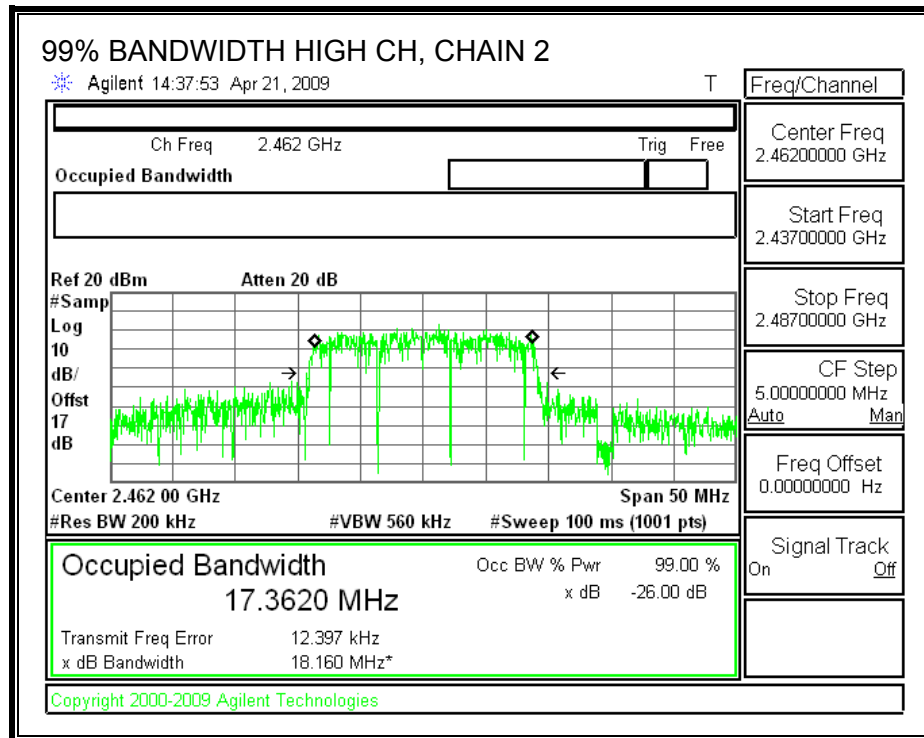 99% BANDWIDTH HIGH CH, CHAIN 2
Agilent 14:37:53 Apr 21, 2009 T
Freq/Channel
Ch Freq 2.462 GHz Trig Free
Occupied Bandwidth
Center Freq
2.46200000 GHz
Start Freq
2.43700000 GHz
Stop Freq
2.48700000 GHz
CF Step
5.00000000 MHz
Auto Man
Freq Offset
0.00000000 Hz
Signal Track
On Off
Ref 20 dBm Atten 20 dB
#Samp
Log
10
dB/
Offst
17
dB
Center 2.462 00 GHz Span 50 MHz
#Res BW 200 kHz #VBW 560 kHz #Sweep 100 ms (1001 pts)
Occupied Bandwidth
17.3620 MHz
Occ BW % Pwr 99.00 %
x dB -26.00 dB
Transmit Freq Error 12.397 kHz
x dB Bandwidth 18.160 MHz*
Copyright 2000-2009 Agilent Technologies